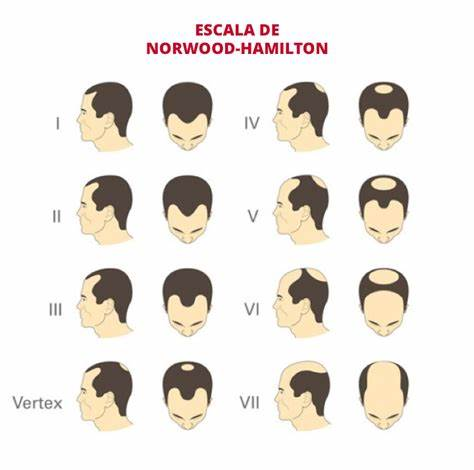 ESCALA DE
NORWOOD-HAMILTON
I
IV
II
V
III
VI
Vertex
VII